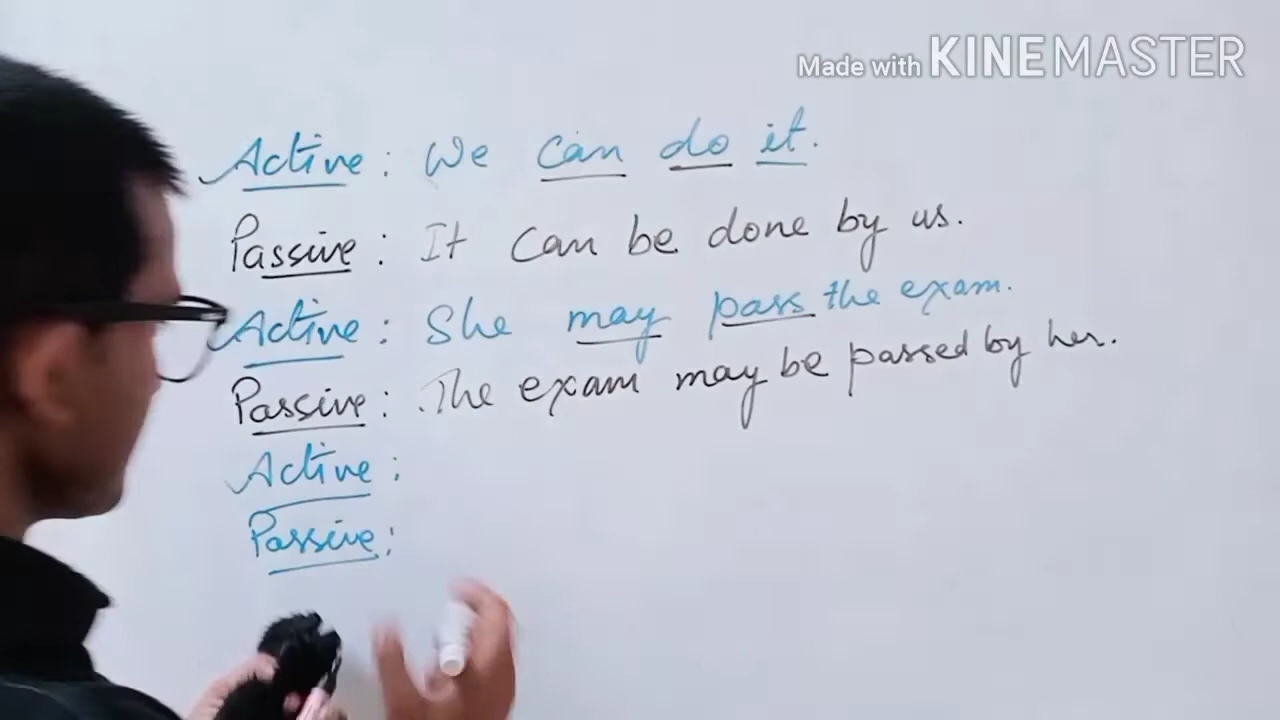 Made with KINEMASTER
Active: We can do it.
Passive: It can be done by us.
Active: She may pass the exam.
Passive: The exam may be passed by her.
Active:
Passive: